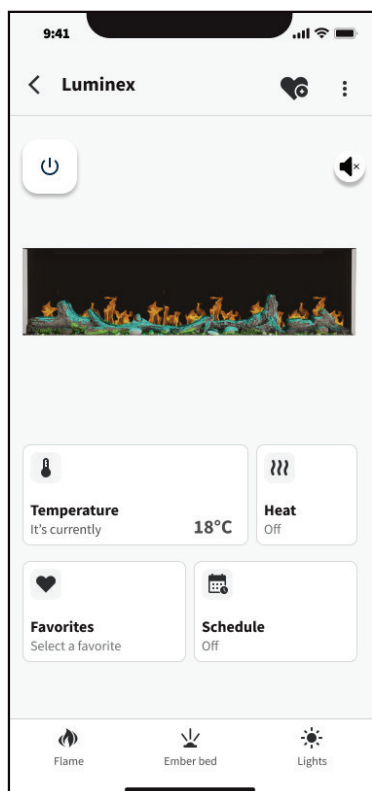 9:41
Luminex
Temperature
It's currently
18°C
Heat
Off
Favorites
Select a favorite
Schedule
Off
Flame
Ember bed
Lights